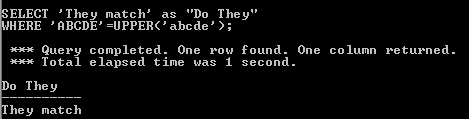 SELECT 'They match' as "Do They"
WHERE 'ABCDE'=UPPER('abcde');
*** Query completed. One row found. One column returned.
*** Total elapsed time was 1 second.
Do They
----------
They match